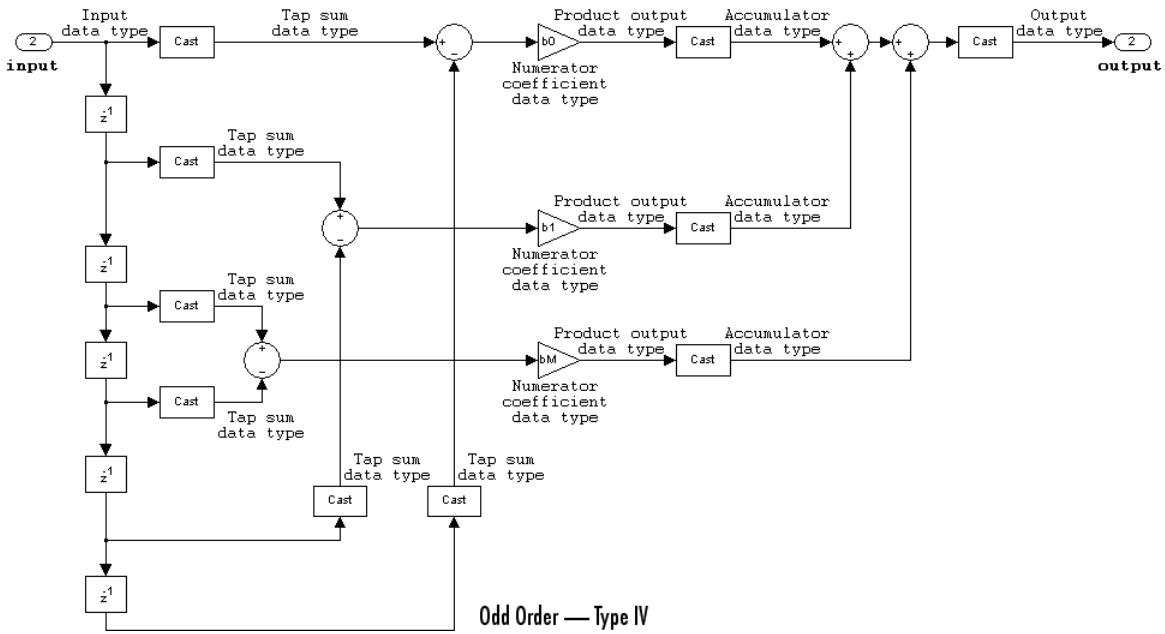 Input
data type
Tap sum
data type
Product output
data type
Accumulator
data type
Output
data type
2
input
Cast
+
−
b0
Cast
+
+
+
+
Cast
2
output
Numerator
coefficient
data type
z-1
Tap sum
data type
Cast
+
−
Product output
data type
Accumulator
data type
b1
Cast
Numerator
coefficient
data type
z-1
Tap sum
data type
Cast
+
−
Product output
data type
Accumulator
data type
bM
Cast
Numerator
coefficient
data type
z-1
Cast
Tap sum
data type
z-1
Tap sum
data type
Tap sum
data type
Cast
Cast
z-1
Odd Order — Type IV